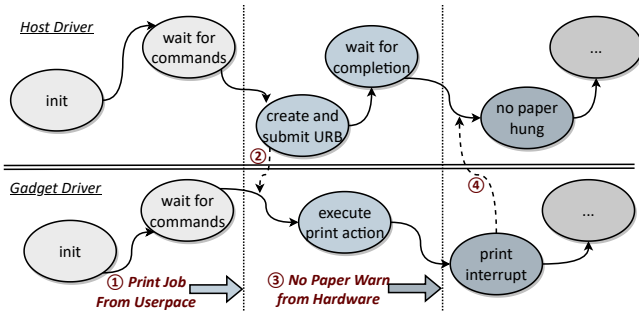 Host Driver
wait for
commands
wait for
completion
...
init
create and
submit URB
no paper
hung
②
Gadget Driver
wait for
commands
④
execute
print action
...
init
print
interrupt
① Print Job
From Userpace
③ No Paper Warn
from Hardware